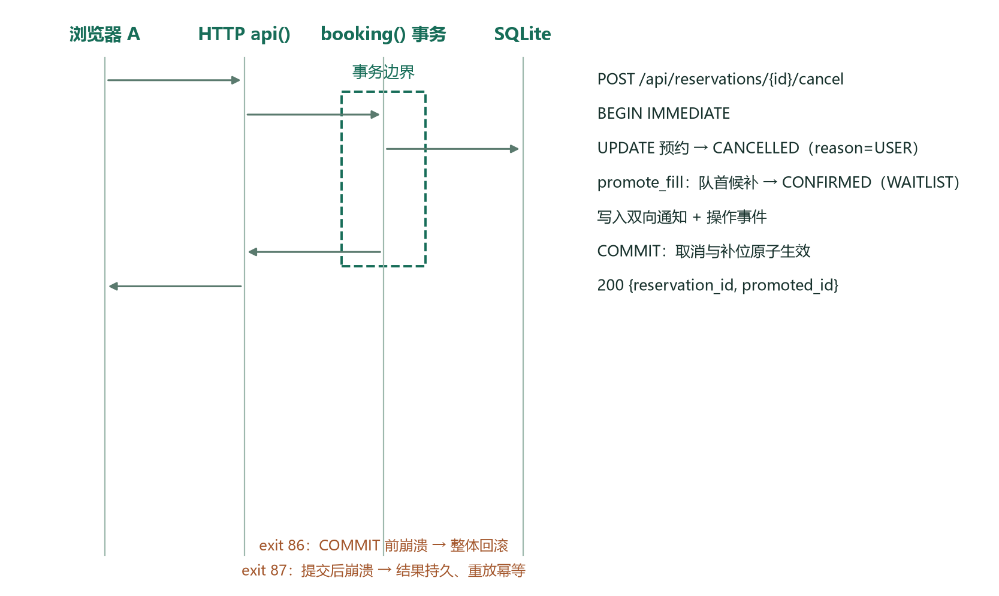 浏览器 A
HTTP api()
booking() 事务
SQLite
事务边界
POST /api/reservations/{id}/cancel
BEGIN IMMEDIATE
UPDATE 预约 → CANCELLED（reason=USER）
promote_fill：队首候补 → CONFIRMED（WAITLIST）
写入双向通知 + 操作事件
COMMIT：取消与补位原子生效
200 {reservation_id, promoted_id}
exit 86：COMMIT 前崩溃 → 整体回滚
exit 87：提交后崩溃 → 结果持久、重放幂等